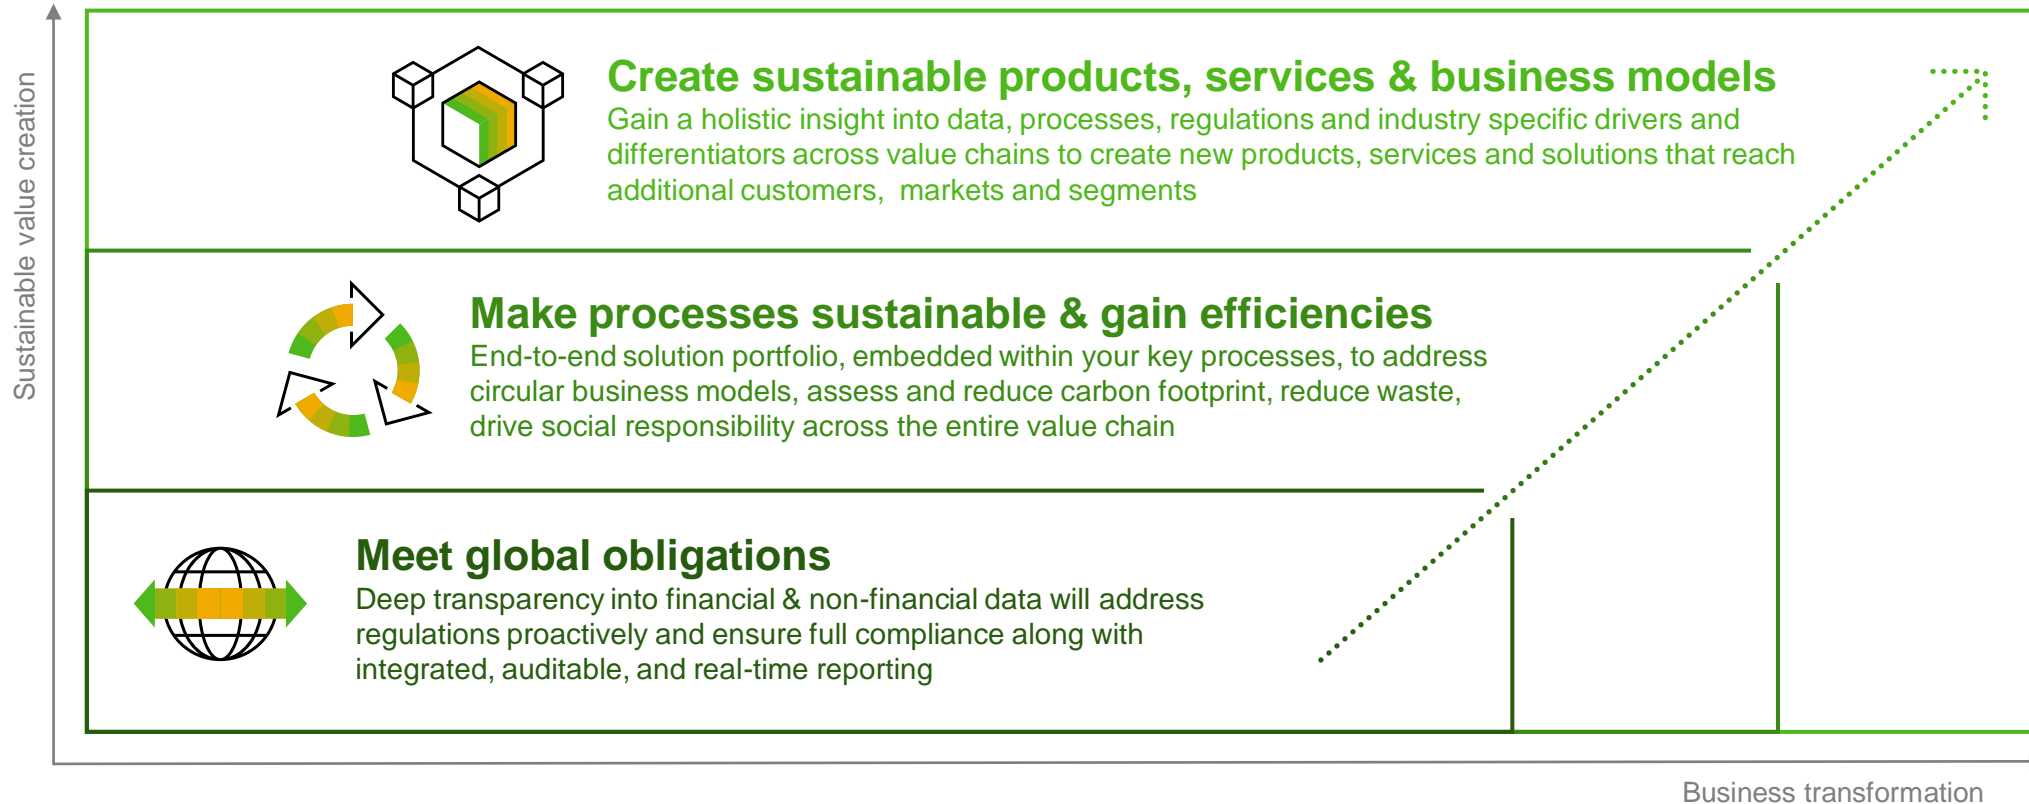 Sustainable value creation
Create sustainable products, services & business models
Gain a holistic insight into data, processes, regulations and industry specific drivers and
differentiators across value chains to create new products, services and solutions that reach
additional customers,  markets and segments
Make processes sustainable & gain efficiencies
End-to-end solution portfolio, embedded within your key processes, to address
circular business models, assess and reduce carbon footprint, reduce waste,
drive social responsibility across the entire value chain
Meet global obligations
Deep transparency into financial & non-financial data will address
regulations proactively and ensure full compliance along with
integrated, auditable, and real-time reporting
Business transformation